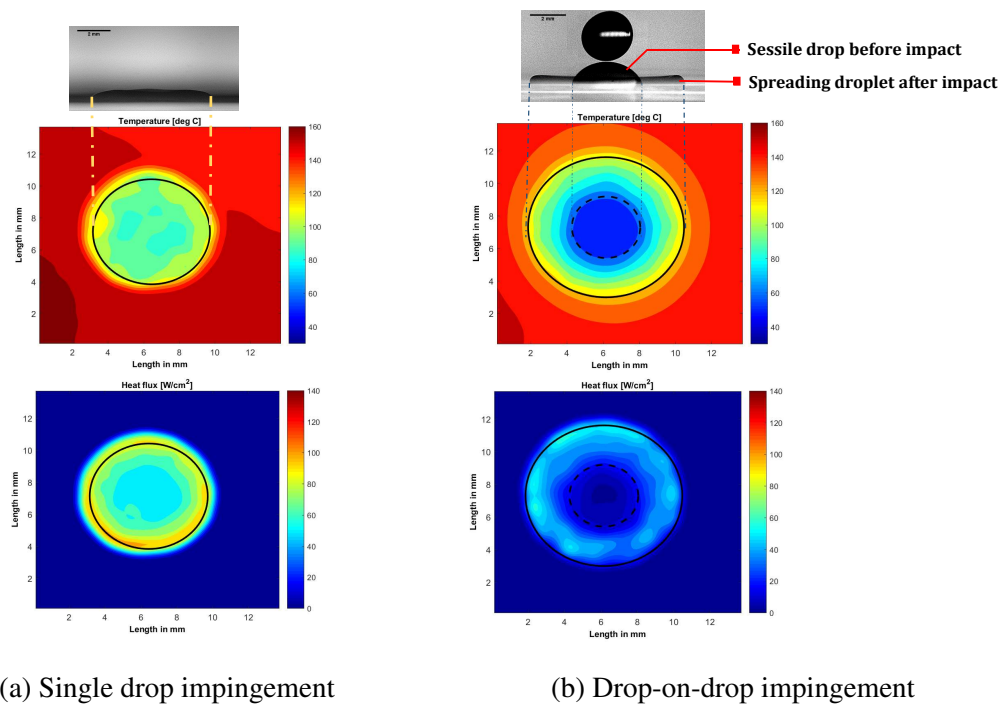 2 mm
2 mm
Sessile drop before impact
Spreading droplet after impact
Temperature [deg C]
Length in mm
12
10
8
6
4
2
2 4 6 8 10 12
Length in mm
160
140
120
100
80
60
40
Temperature [deg C]
Length in mm
12
10
8
6
4
2
2 4 6 8 10 12
Length in mm
160
140
120
100
80
60
40
Heat flux [W/cm²]
Length in mm
12
10
8
6
4
2
2 4 6 8 10 12
Length in mm
140
120
100
80
60
40
20
0
Heat flux [W/cm²]
Length in mm
12
10
8
6
4
2
2 4 6 8 10 12
Length in mm
140
120
100
80
60
40
20
0
(a) Single drop impingement
(b) Drop-on-drop impingement